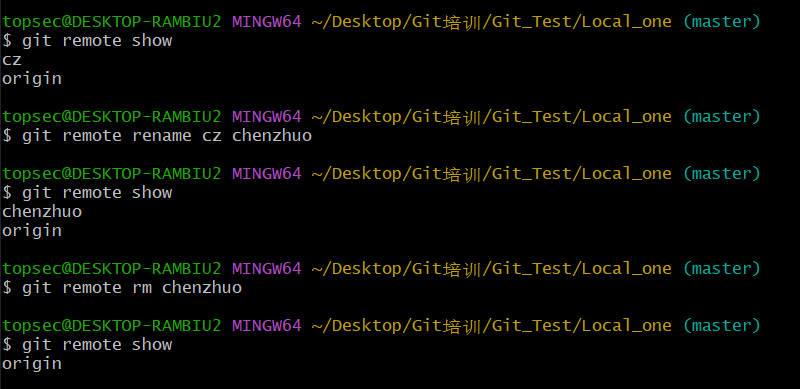 topsec@DESKTOP-RAMBIU2 MINGW64 ~/Desktop/Git培训/Git_Test/Local_one (master)
$ git remote show
cz
origin
topsec@DESKTOP-RAMBIU2 MINGW64 ~/Desktop/Git培训/Git_Test/Local_one (master)
$ git remote rename cz chenzhuo
topsec@DESKTOP-RAMBIU2 MINGW64 ~/Desktop/Git培训/Git_Test/Local_one (master)
$ git remote show
chenzhuo
origin
topsec@DESKTOP-RAMBIU2 MINGW64 ~/Desktop/Git培训/Git_Test/Local_one (master)
$ git remote rm chenzhuo
topsec@DESKTOP-RAMBIU2 MINGW64 ~/Desktop/Git培训/Git_Test/Local_one (master)
$ git remote show
origin